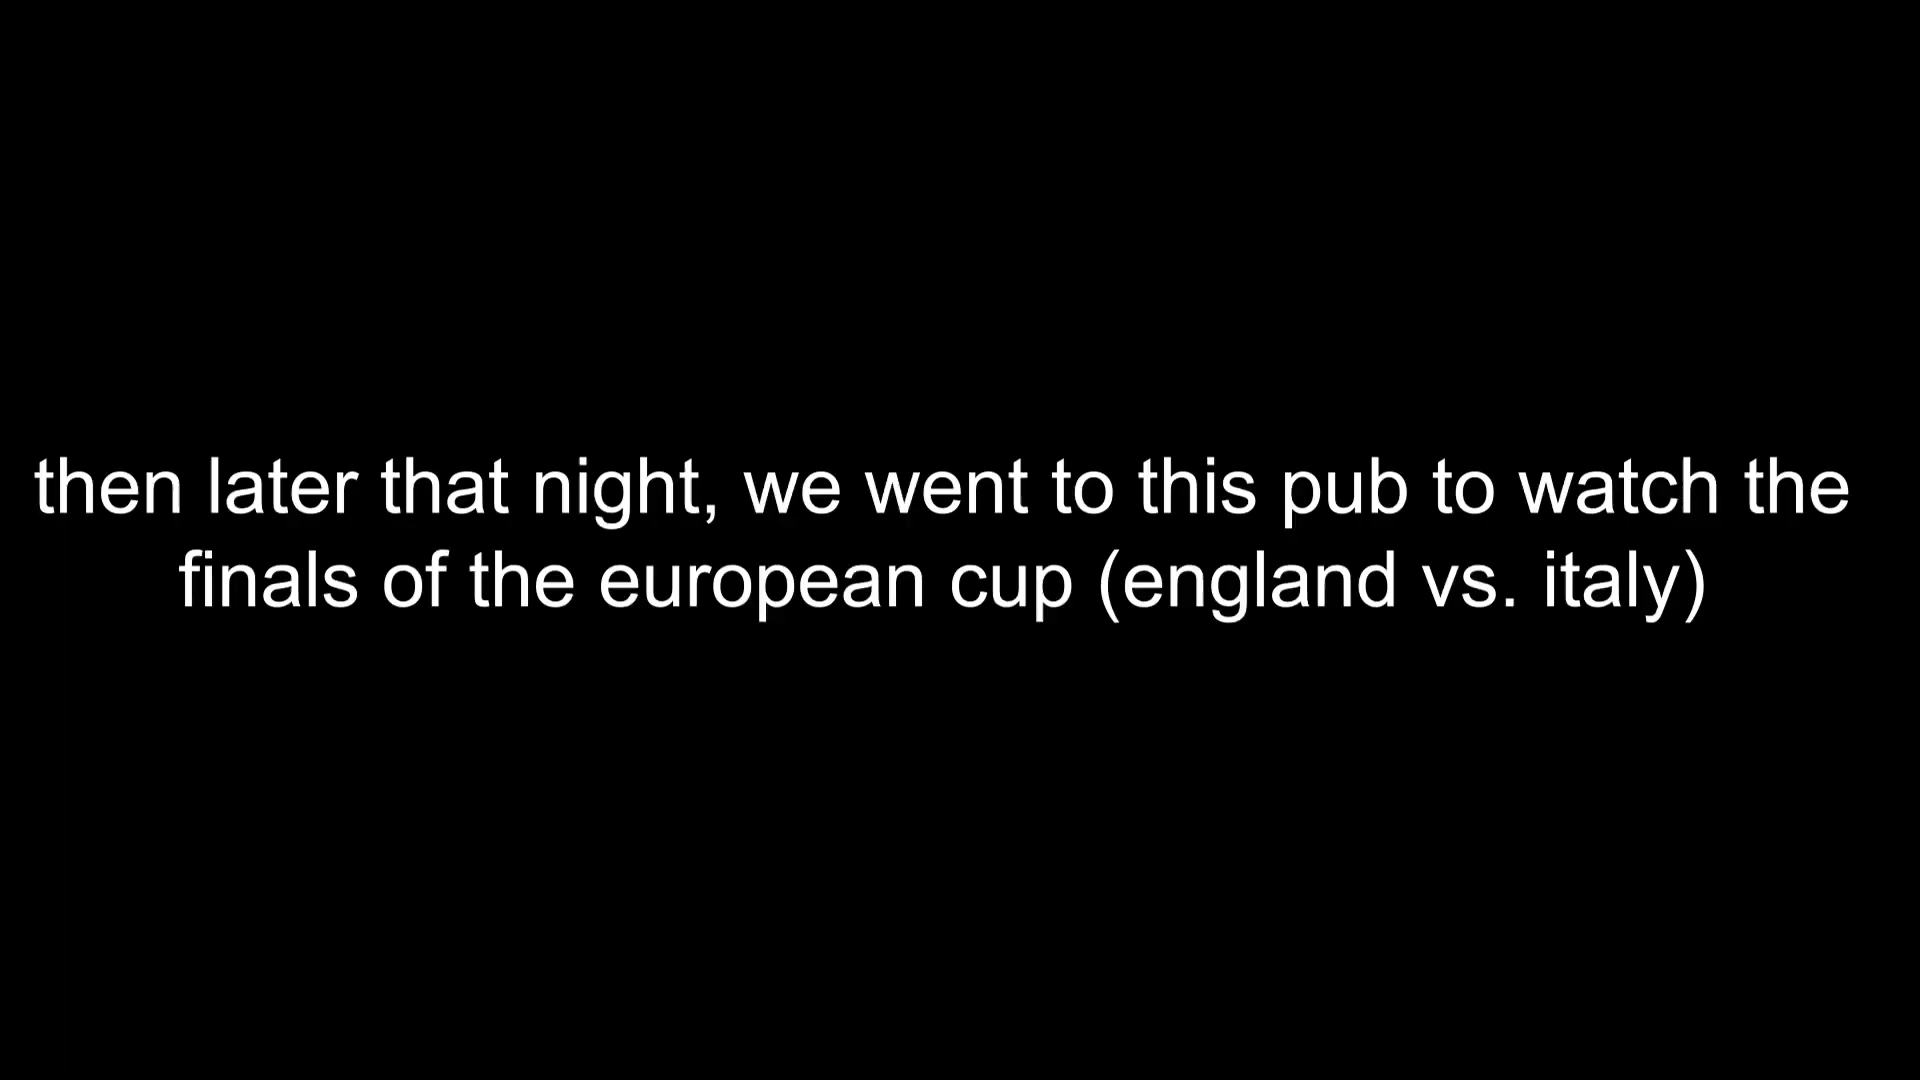 then later that night, we went to this pub to watch the
finals of the european cup (england vs. italy)